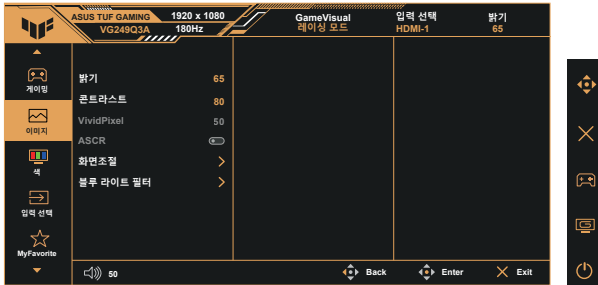 ASUS TUF GAMING 1920 x 1080 GameVisual 입력 선택 밝기
VG249Q3A 180Hz 레이싱 모드 HDMI-1 65
게이밍
이미지
색
입력 선택
MyFavorite
밝기 65
콘트라스트 80
VividPixel 50
ASCR
화면조절
블루 라이트 필터
50 Back Enter Exit